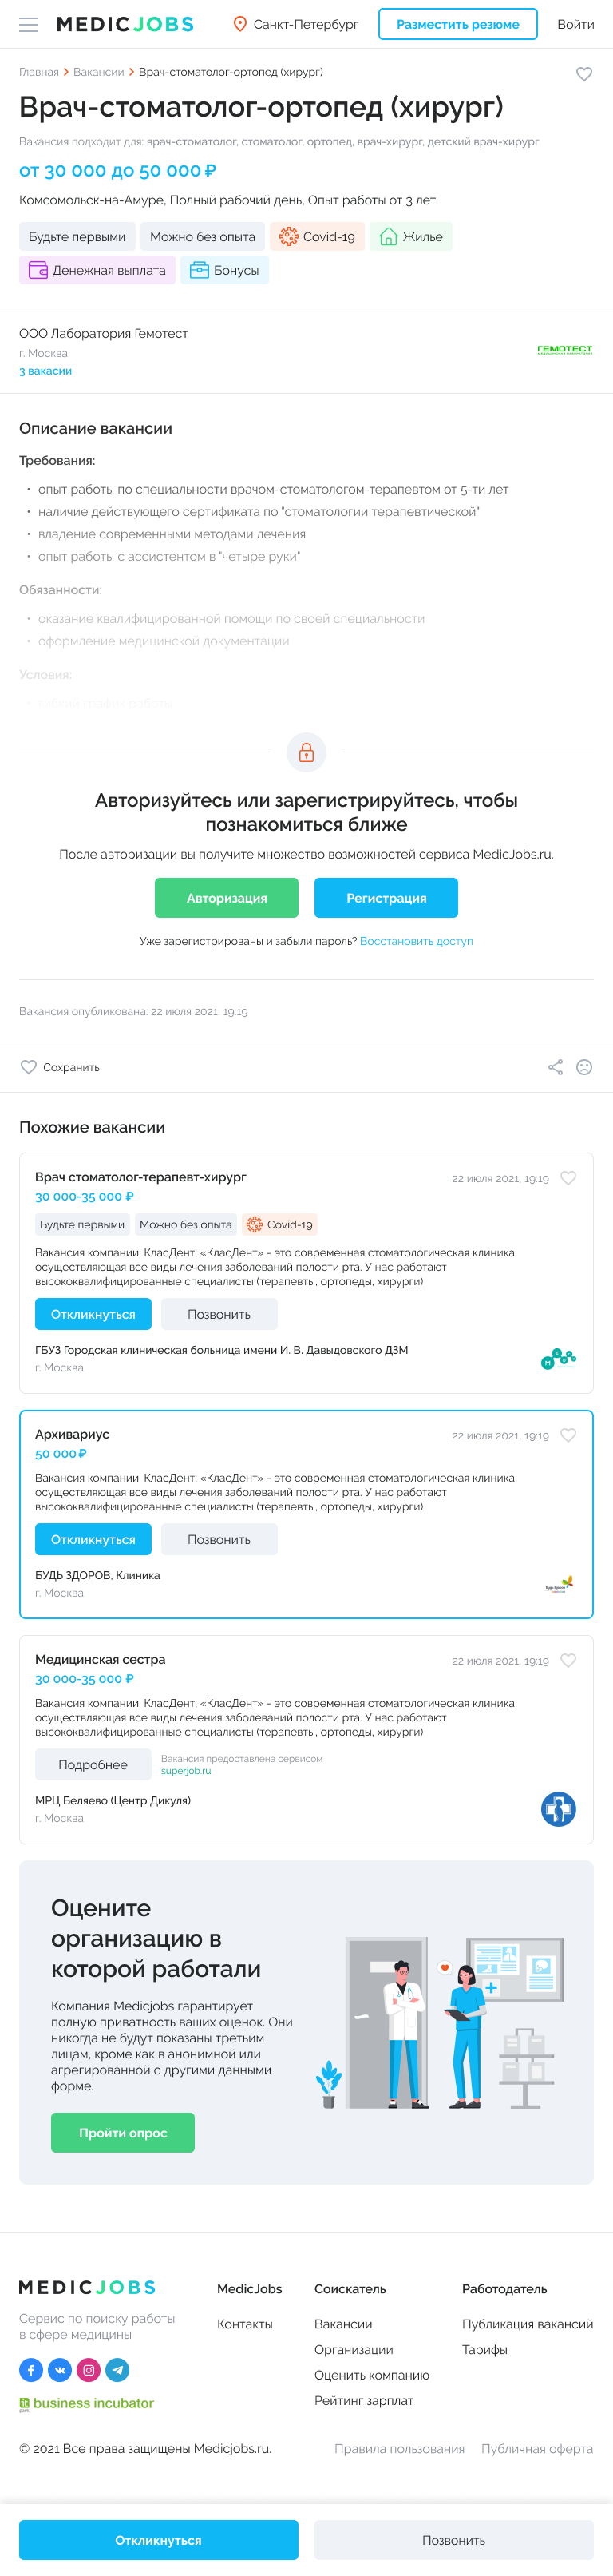 MEDICJOBS
Санкт-Петербург
Разместить резюме
Войти
Главная > Вакансии > Врач-стоматолог-ортопед (хирург)
Врач-стоматолог-ортопед (хирург)
Вакансия подходит для: врач-стоматолог, стоматолог, ортопед, врач-хирург, детский врач-хирург
от 30 000 до 50 000 ₽
Комсомольск-на-Амуре, Полный рабочий день, Опыт работы от 3 лет
Будьте первыми
Можно без опыта
Covid-19
Жилье
Денежная выплата
Бонусы
ООО Лаборатория Гемотест
г. Москва
3 вакасии
ГЕМОТЕСТ
Описание вакансии
Требования:
• опыт работы по специальности врачом-стоматологом-терапевтом от 5-ти лет
• наличие действующего сертификата по "стоматологии терапевтической"
• владение современными методами лечения
• опыт работы с ассистентом в "четыре руки"
Обязанности:
• оказание квалифицированной помощи по своей специальности
• оформление медицинской документации
Условия:
Авторизуйтесь или зарегистрируйтесь, чтобы
познакомиться ближе
После авторизации вы получите множество возможностей сервиса MedicJobs.ru.
Авторизация
Регистрация
Уже зарегистрированы и забыли пароль? Восстановить доступ
Вакансия опубликована: 22 июля 2021, 19:19
Сохранить
Похожие вакансии
Врач стоматолог-терапевт-хирург
22 июля 2021, 19:19
30 000-35 000 ₽
Будьте первыми
Можно без опыта
Covid-19
Вакансия компании: КласДент; «КласДент» - это современная стоматологическая клиника,
осуществляющая все виды лечения заболеваний полости рта. У нас работают
высококвалифицированные специалисты (терапевты, ортопеды, хирурги)
Откликнуться
Позвонить
ГБУЗ Городская клиническая больница имени И. В. Давыдовского ДЗМ
г. Москва
Архивариус
22 июля 2021, 19:19
50 000 ₽
Вакансия компании: КласДент; «КласДент» - это современная стоматологическая клиника,
осуществляющая все виды лечения заболеваний полости рта. У нас работают
высококвалифицированные специалисты (терапевты, ортопеды, хирурги)
Откликнуться
Позвонить
БУДЬ ЗДОРОВ, Клиника
г. Москва
Медицинская сестра
22 июля 2021, 19:19
30 000-35 000 ₽
Вакансия компании: КласДент; «КласДент» - это современная стоматологическая клиника,
осуществляющая все виды лечения заболеваний полости рта. У нас работают
высококвалифицированные специалисты (терапевты, ортопеды, хирурги)
Подробнее
Вакансия предоставлена сервисом
superjob.ru
МРЦ Беляево (Центр Дикуля)
г. Москва
Оцените
организацию в
которой работали
Компания Medicjobs гарантирует
полную приватность ваших оценок. Они
никогда не будут показаны третьим
лицам, кроме как в анонимной или
агрегированной с другими данными
форме.
Пройти опрос
MEDICJOBS
Сервис по поиску работы
в сфере медицины
business incubator
MedicJobs
Контакты
Соискатель
Вакансии
Организации
Оценить компанию
Рейтинг зарплат
Работодатель
Публикация вакансий
Тарифы
© 2021 Все права защищены Medicjobs.ru.
Правила пользования
Публичная оферта
Откликнуться
Позвонить